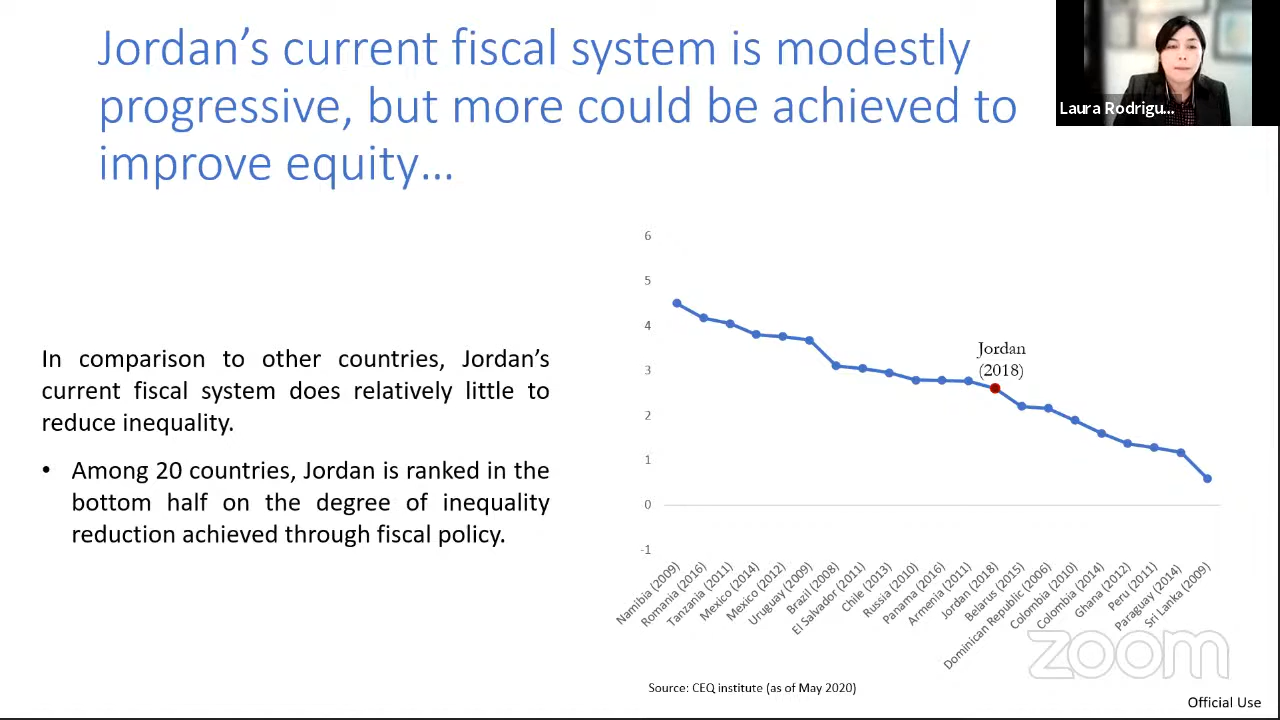 Jordan's current fiscal system is modestly
progressive, but more could be achieved to
improve equity…
Laura Rodrigu...
In comparison to other countries, Jordan's
current fiscal system does relatively little to
reduce inequality.
• Among 20 countries, Jordan is ranked in the
bottom half on the degree of inequality
reduction achieved through fiscal policy.
6
5
4
3
2
1
0
-1
Jordan
(2018)
Namibia (2009)
Romania (2016)
Tanzania (2011)
Mexico (2014)
Mexico (2012)
Uruguay (2009)
Brazil (2008)
El Salvador (2011)
Chile (2013)
Russia (2010)
Panama (2016)
Armenia (2011)
Jordan (2018)
Belarus (2015)
Dominican Republic (2006)
Colombia (2010)
Colombia (2014)
Ghana (2012)
Peru (2011)
Paraguay (2014)
Sri Lanka (2009)
zoom
Source: CEQ institute (as of May 2020)
Official Use